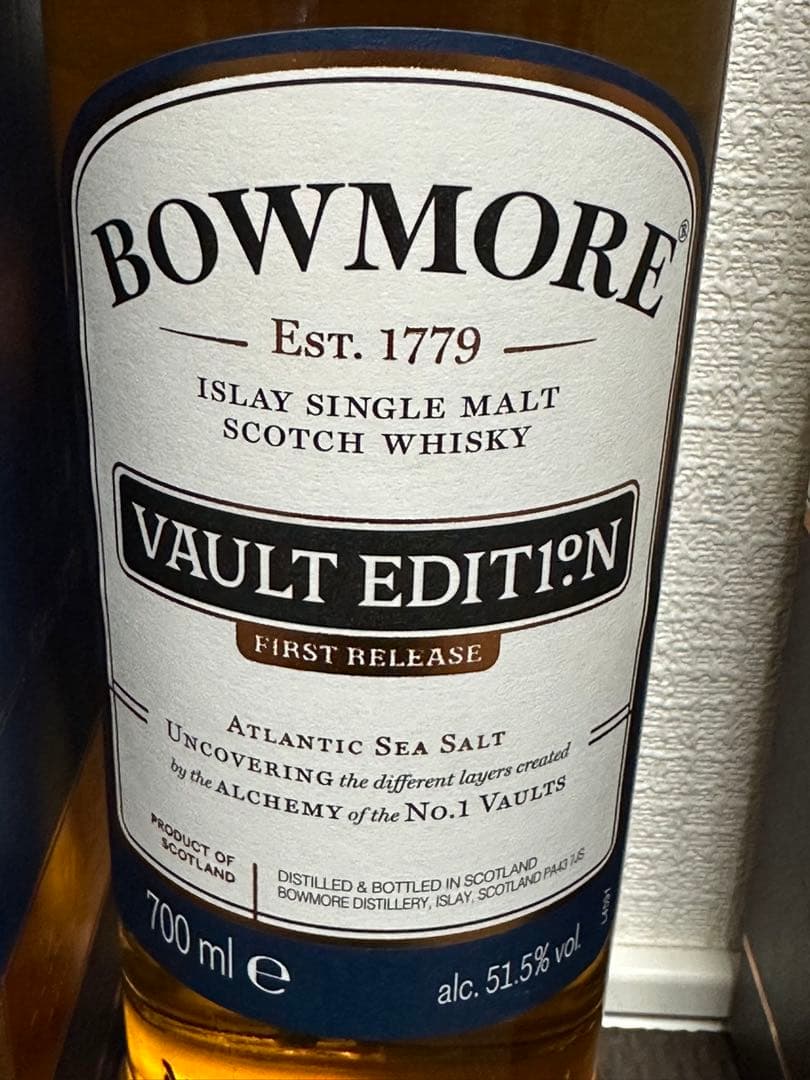 BOWMORE®
EST. 1779
ISLAY SINGLE MALT
SCOTCH WHISKY
VAULT EDIT1º.N
FIRST RELEASE
ATLANTIC SEA SALT
UNCOVERING the different layers created
by the ALCHEMY of the NO.1 VAULTS
PRODUCT OF
SCOTLAND
DISTILLED & BOTTLED IN SCOTLAND
BOWMORE DISTILLERY, ISLAY, SCOTLAND PA43 7JS
700 ml e
alc. 51.5% vol.